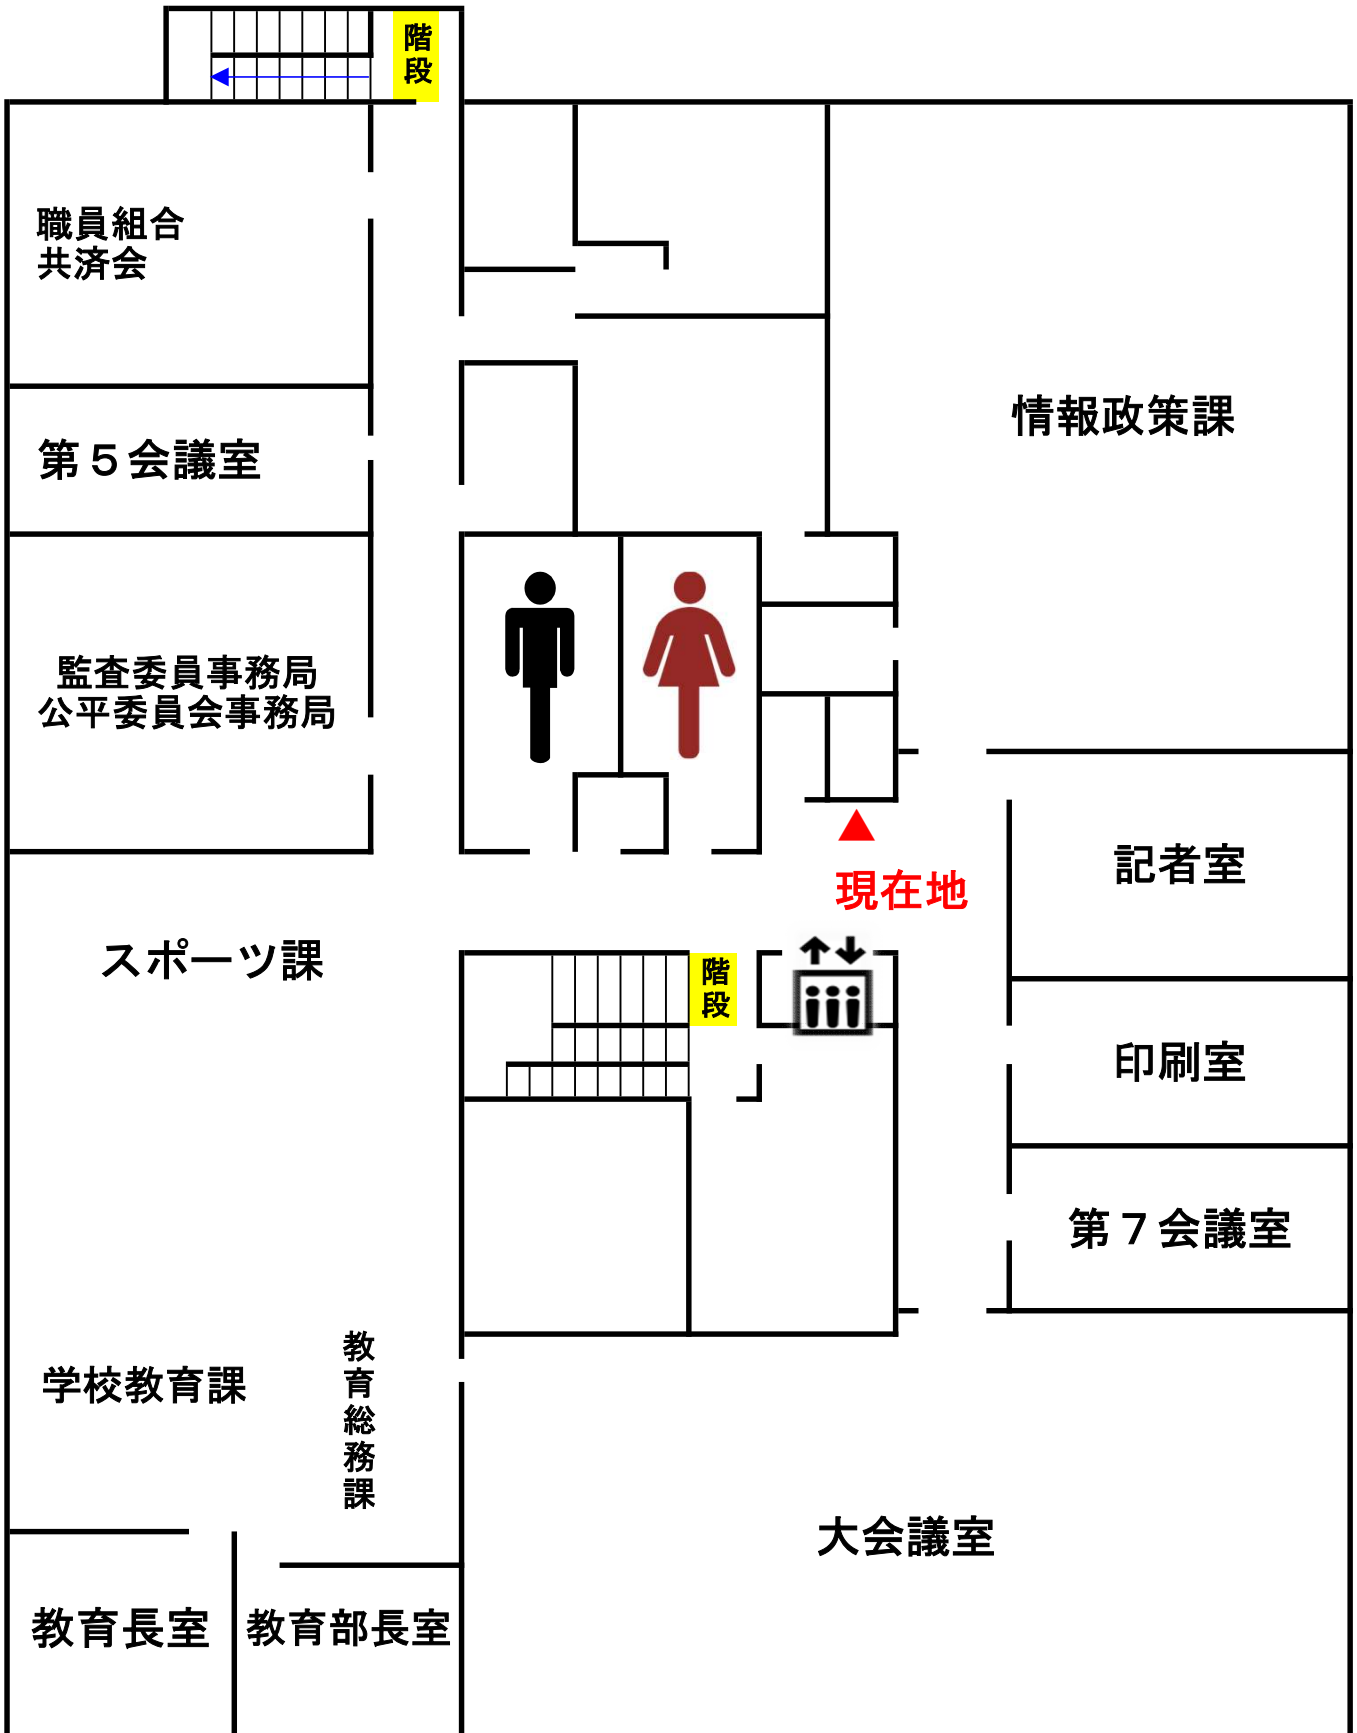 階段
職員組合
共済会
情報政策課
第５会議室
監査委員事務局
公平委員会事務局
記者室
現在地
スポーツ課
階段
印刷室
第７会議室
教育総務課
学校教育課
大会議室
教育長室
教育部長室